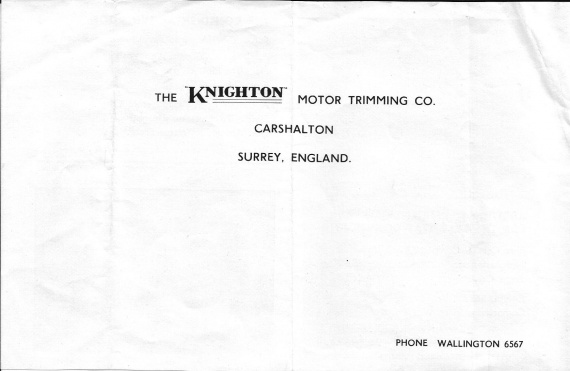 THE "KNIGHTON" MOTOR TRIMMING CO.
CARSHALTON
SURREY, ENGLAND.
PHONE WALLINGTON 6567